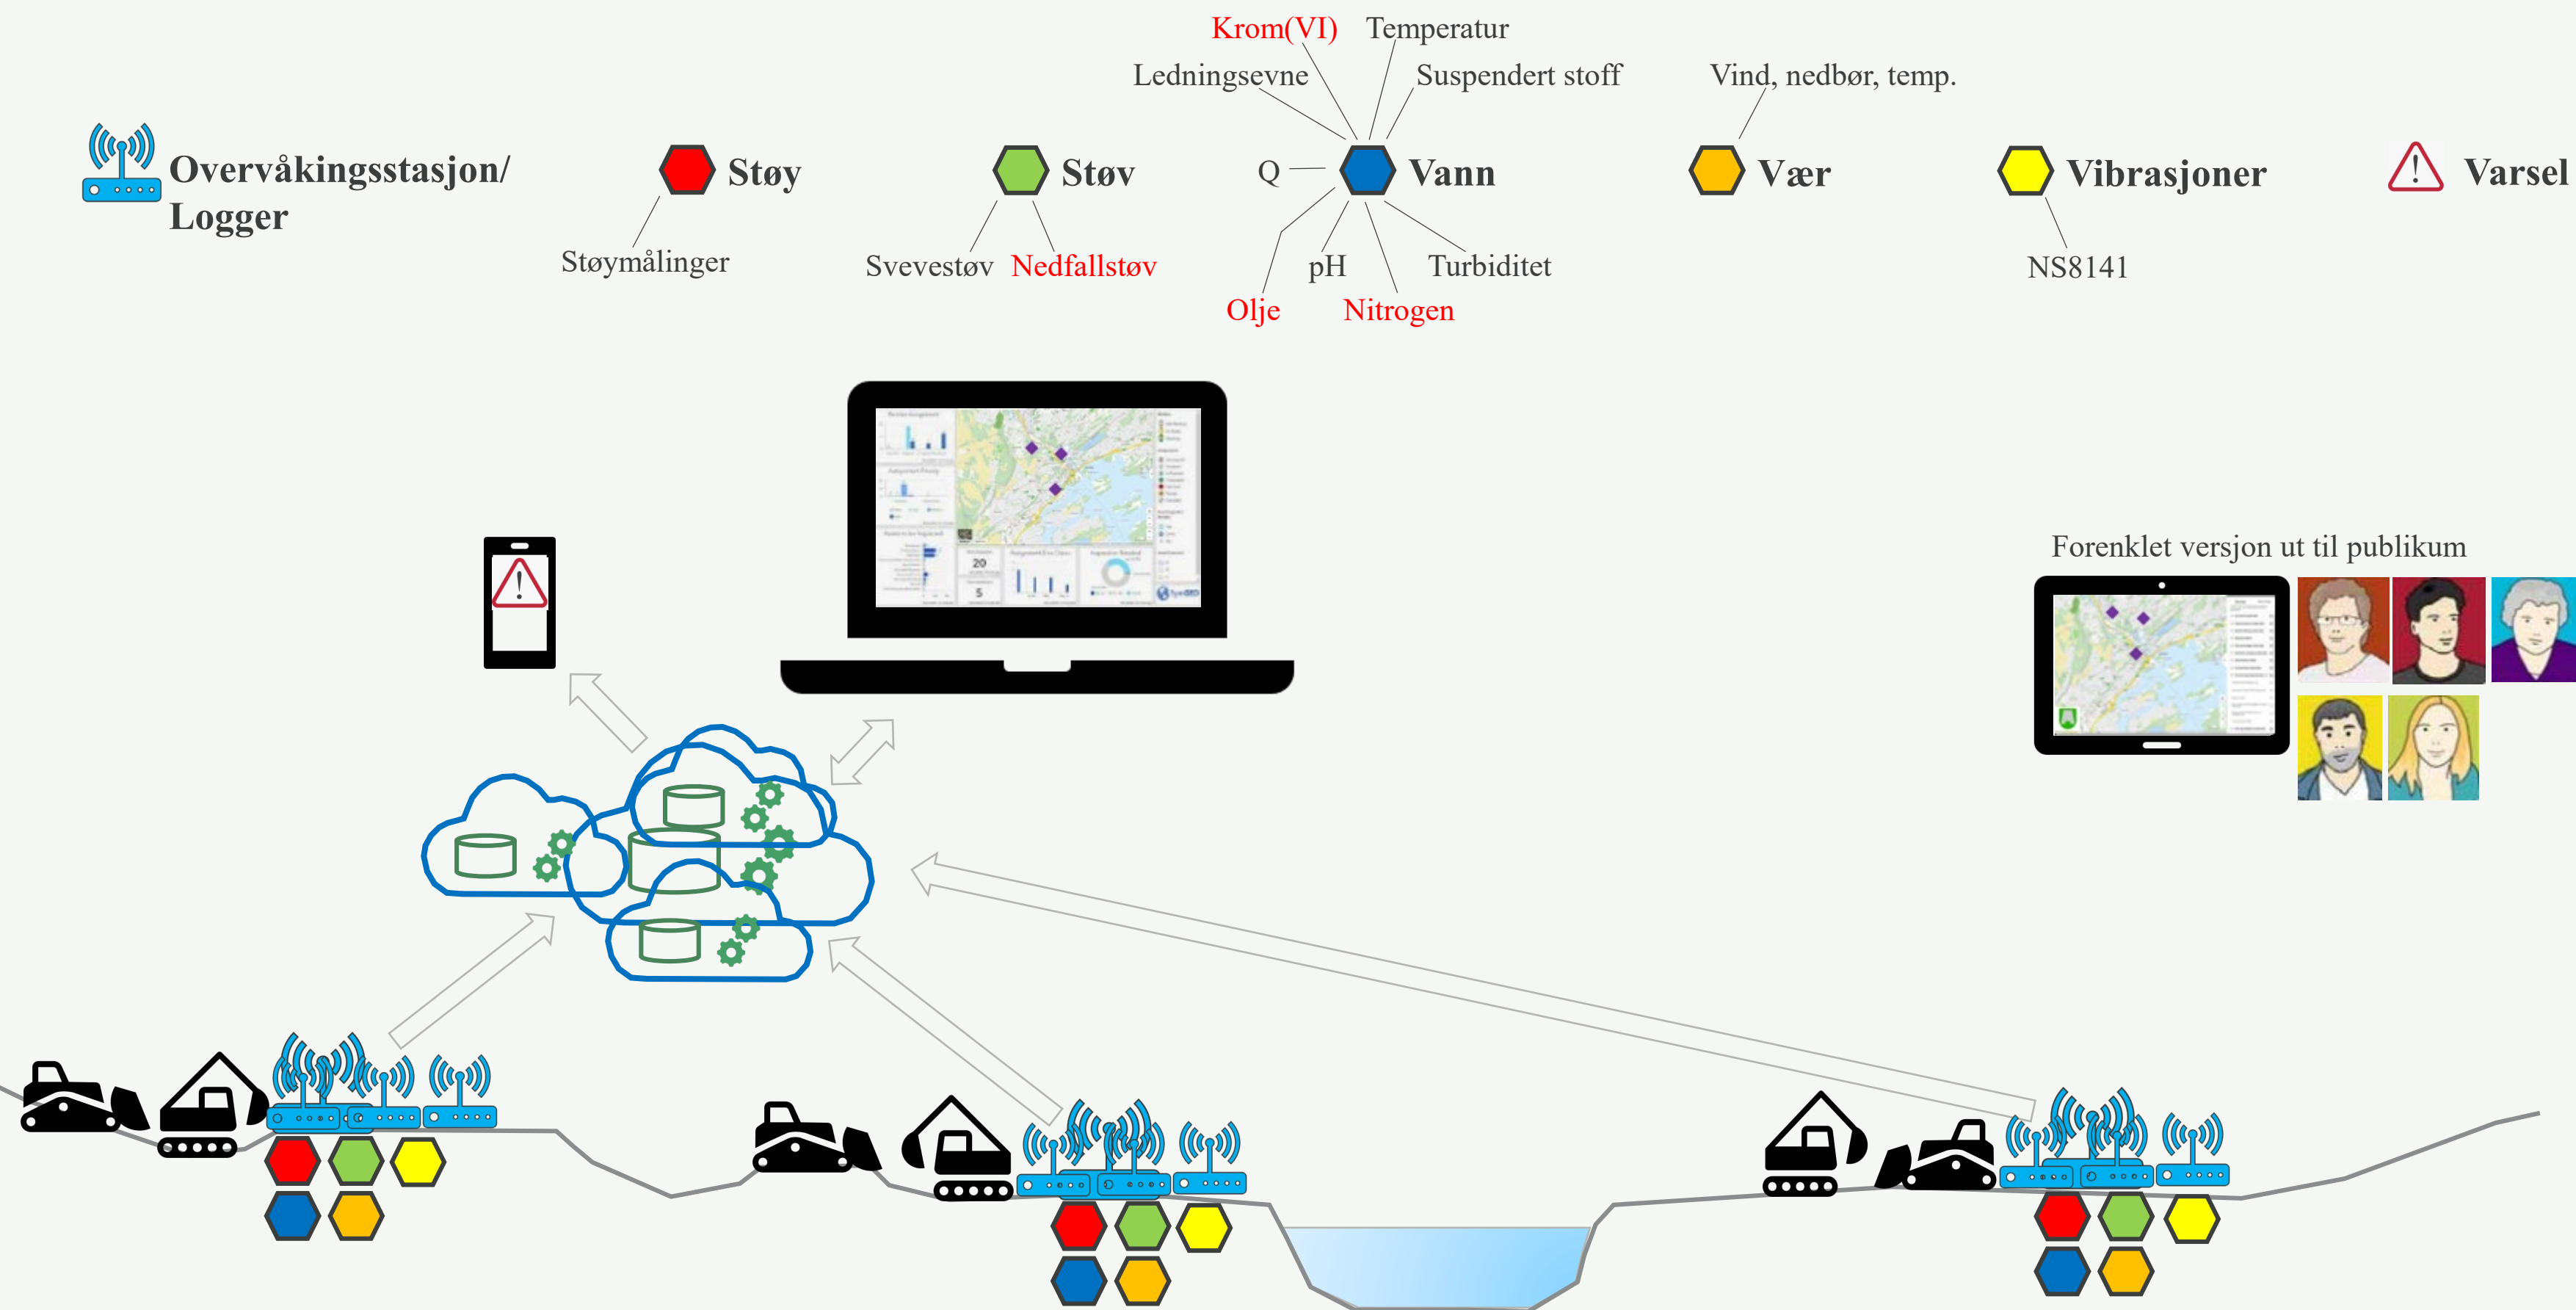 Krom(VI) Temperatur
Ledningsevne Suspendert stoff Vind, nedbør, temp.
Overvåkingsstasjon/
Logger
Støy
Støv
Q
Vann
Vær
Vibrasjoner
Varsel
Støymålinger
Svevestøv Nedfallstøv
pH
Turbiditet
NS8141
Olje
Nitrogen
20
5
Forenklet versjon ut til publikum